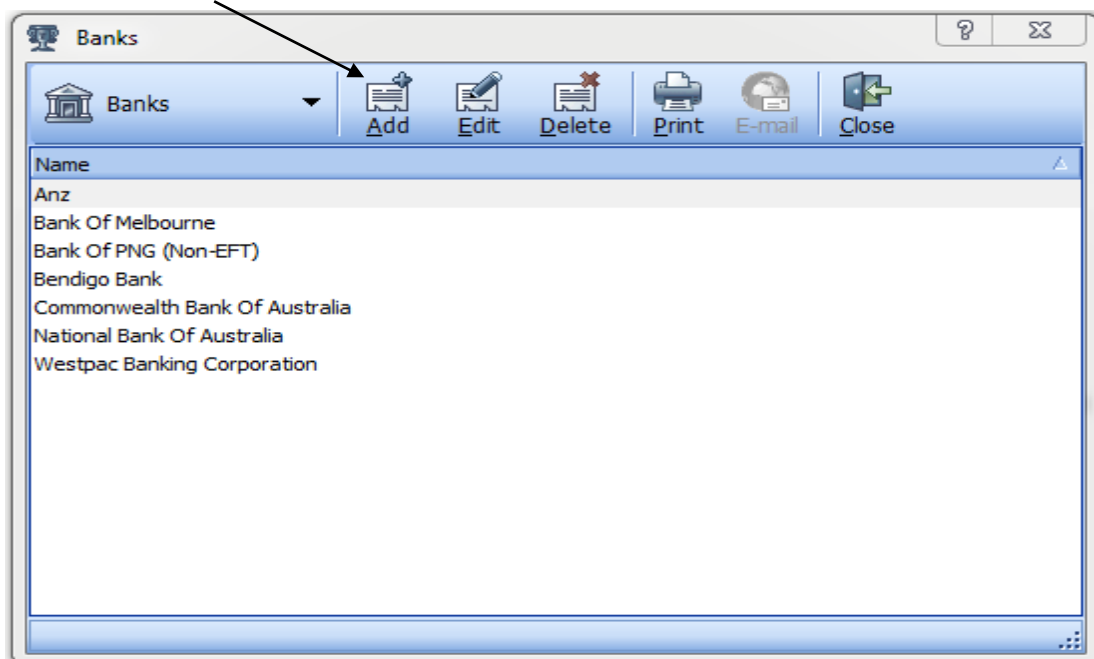 Banks
Banks Add Edit Delete Print E-mail Close
Name
Anz
Bank Of Melbourne
Bank Of PNG (Non-EFT)
Bendigo Bank
Commonwealth Bank Of Australia
National Bank Of Australia
Westpac Banking Corporation